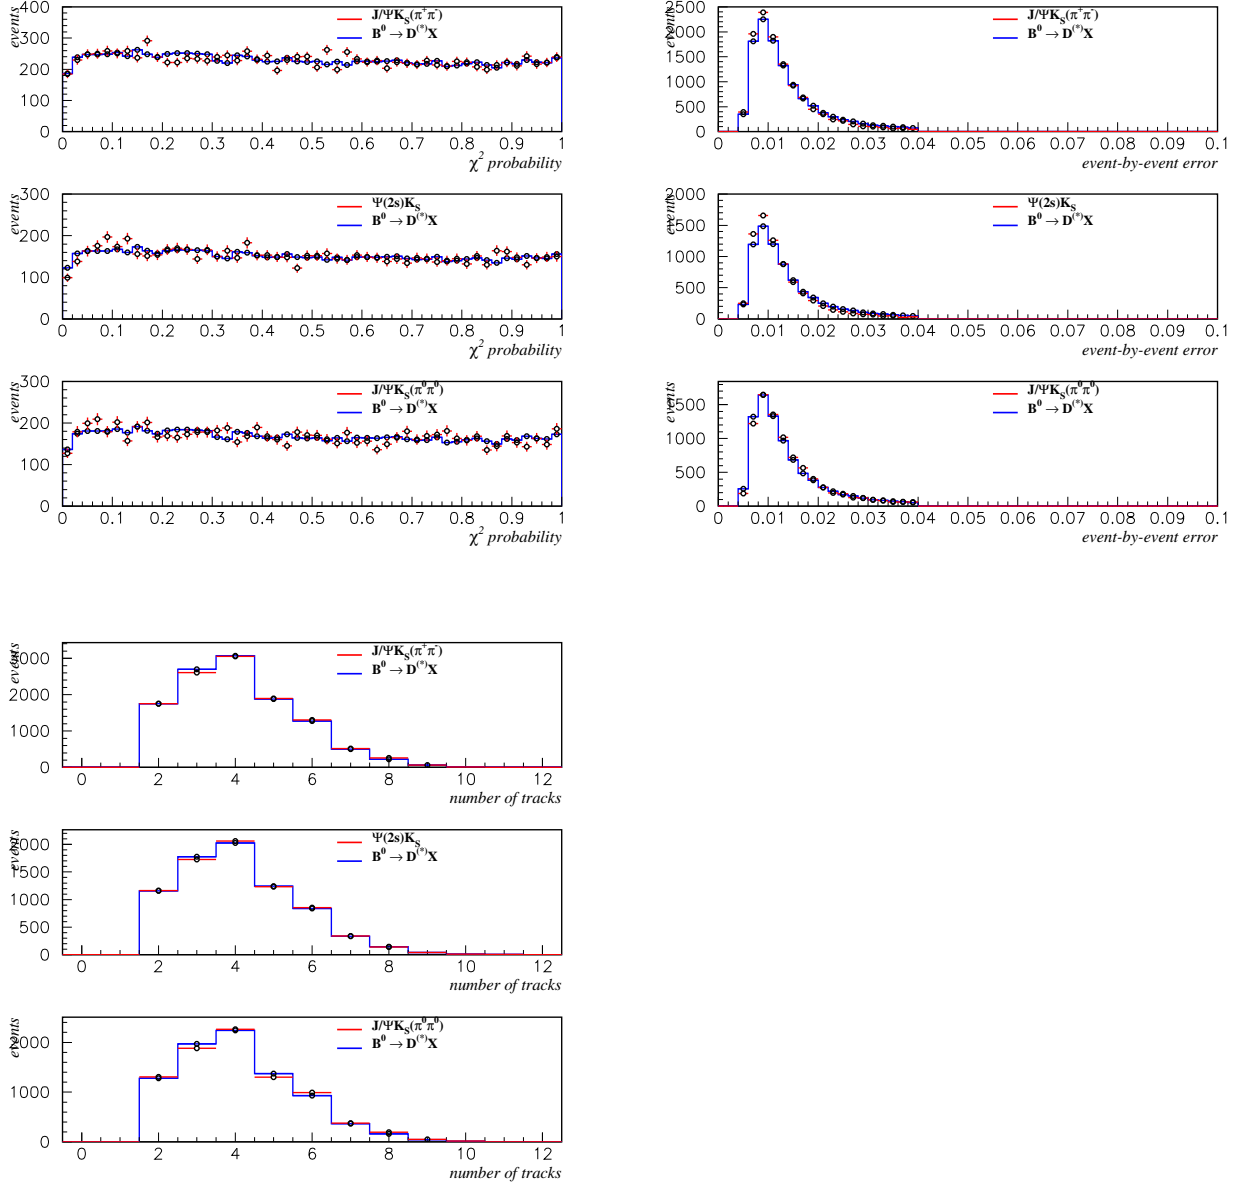 events
400
300
200
100
0
J/ΨK_S(π⁺π⁻)
B⁰ → D⁽*⁾X
0 0.1 0.2 0.3 0.4 0.5 0.6 0.7 0.8 0.9 1
χ² probability
events
2500
2000
1500
1000
500
0
J/ΨK_S(π⁺π⁻)
B⁰ → D⁽*⁾X
0 0.01 0.02 0.03 0.04 0.05 0.06 0.07 0.08 0.09 0.1
event-by-event error
events
300
200
100
0
Ψ(2s)K_S
B⁰ → D⁽*⁾X
0 0.1 0.2 0.3 0.4 0.5 0.6 0.7 0.8 0.9 1
χ² probability
events
2000
1500
1000
500
0
Ψ(2s)K_S
B⁰ → D⁽*⁾X
0 0.01 0.02 0.03 0.04 0.05 0.06 0.07 0.08 0.09 0.1
event-by-event error
events
300
200
100
0
J/ΨK_S(π⁰π⁰)
B⁰ → D⁽*⁾X
0 0.1 0.2 0.3 0.4 0.5 0.6 0.7 0.8 0.9 1
χ² probability
events
1500
1000
500
0
J/ΨK_S(π⁰π⁰)
B⁰ → D⁽*⁾X
0 0.01 0.02 0.03 0.04 0.05 0.06 0.07 0.08 0.09 0.1
event-by-event error
events
3000
2000
1000
0
J/ΨK_S(π⁺π⁻)
B⁰ → D⁽*⁾X
0 2 4 6 8 10 12
number of tracks
events
2000
1500
1000
500
0
Ψ(2s)K_S
B⁰ → D⁽*⁾X
0 2 4 6 8 10 12
number of tracks
events
2000
1000
0
J/ΨK_S(π⁰π⁰)
B⁰ → D⁽*⁾X
0 2 4 6 8 10 12
number of tracks